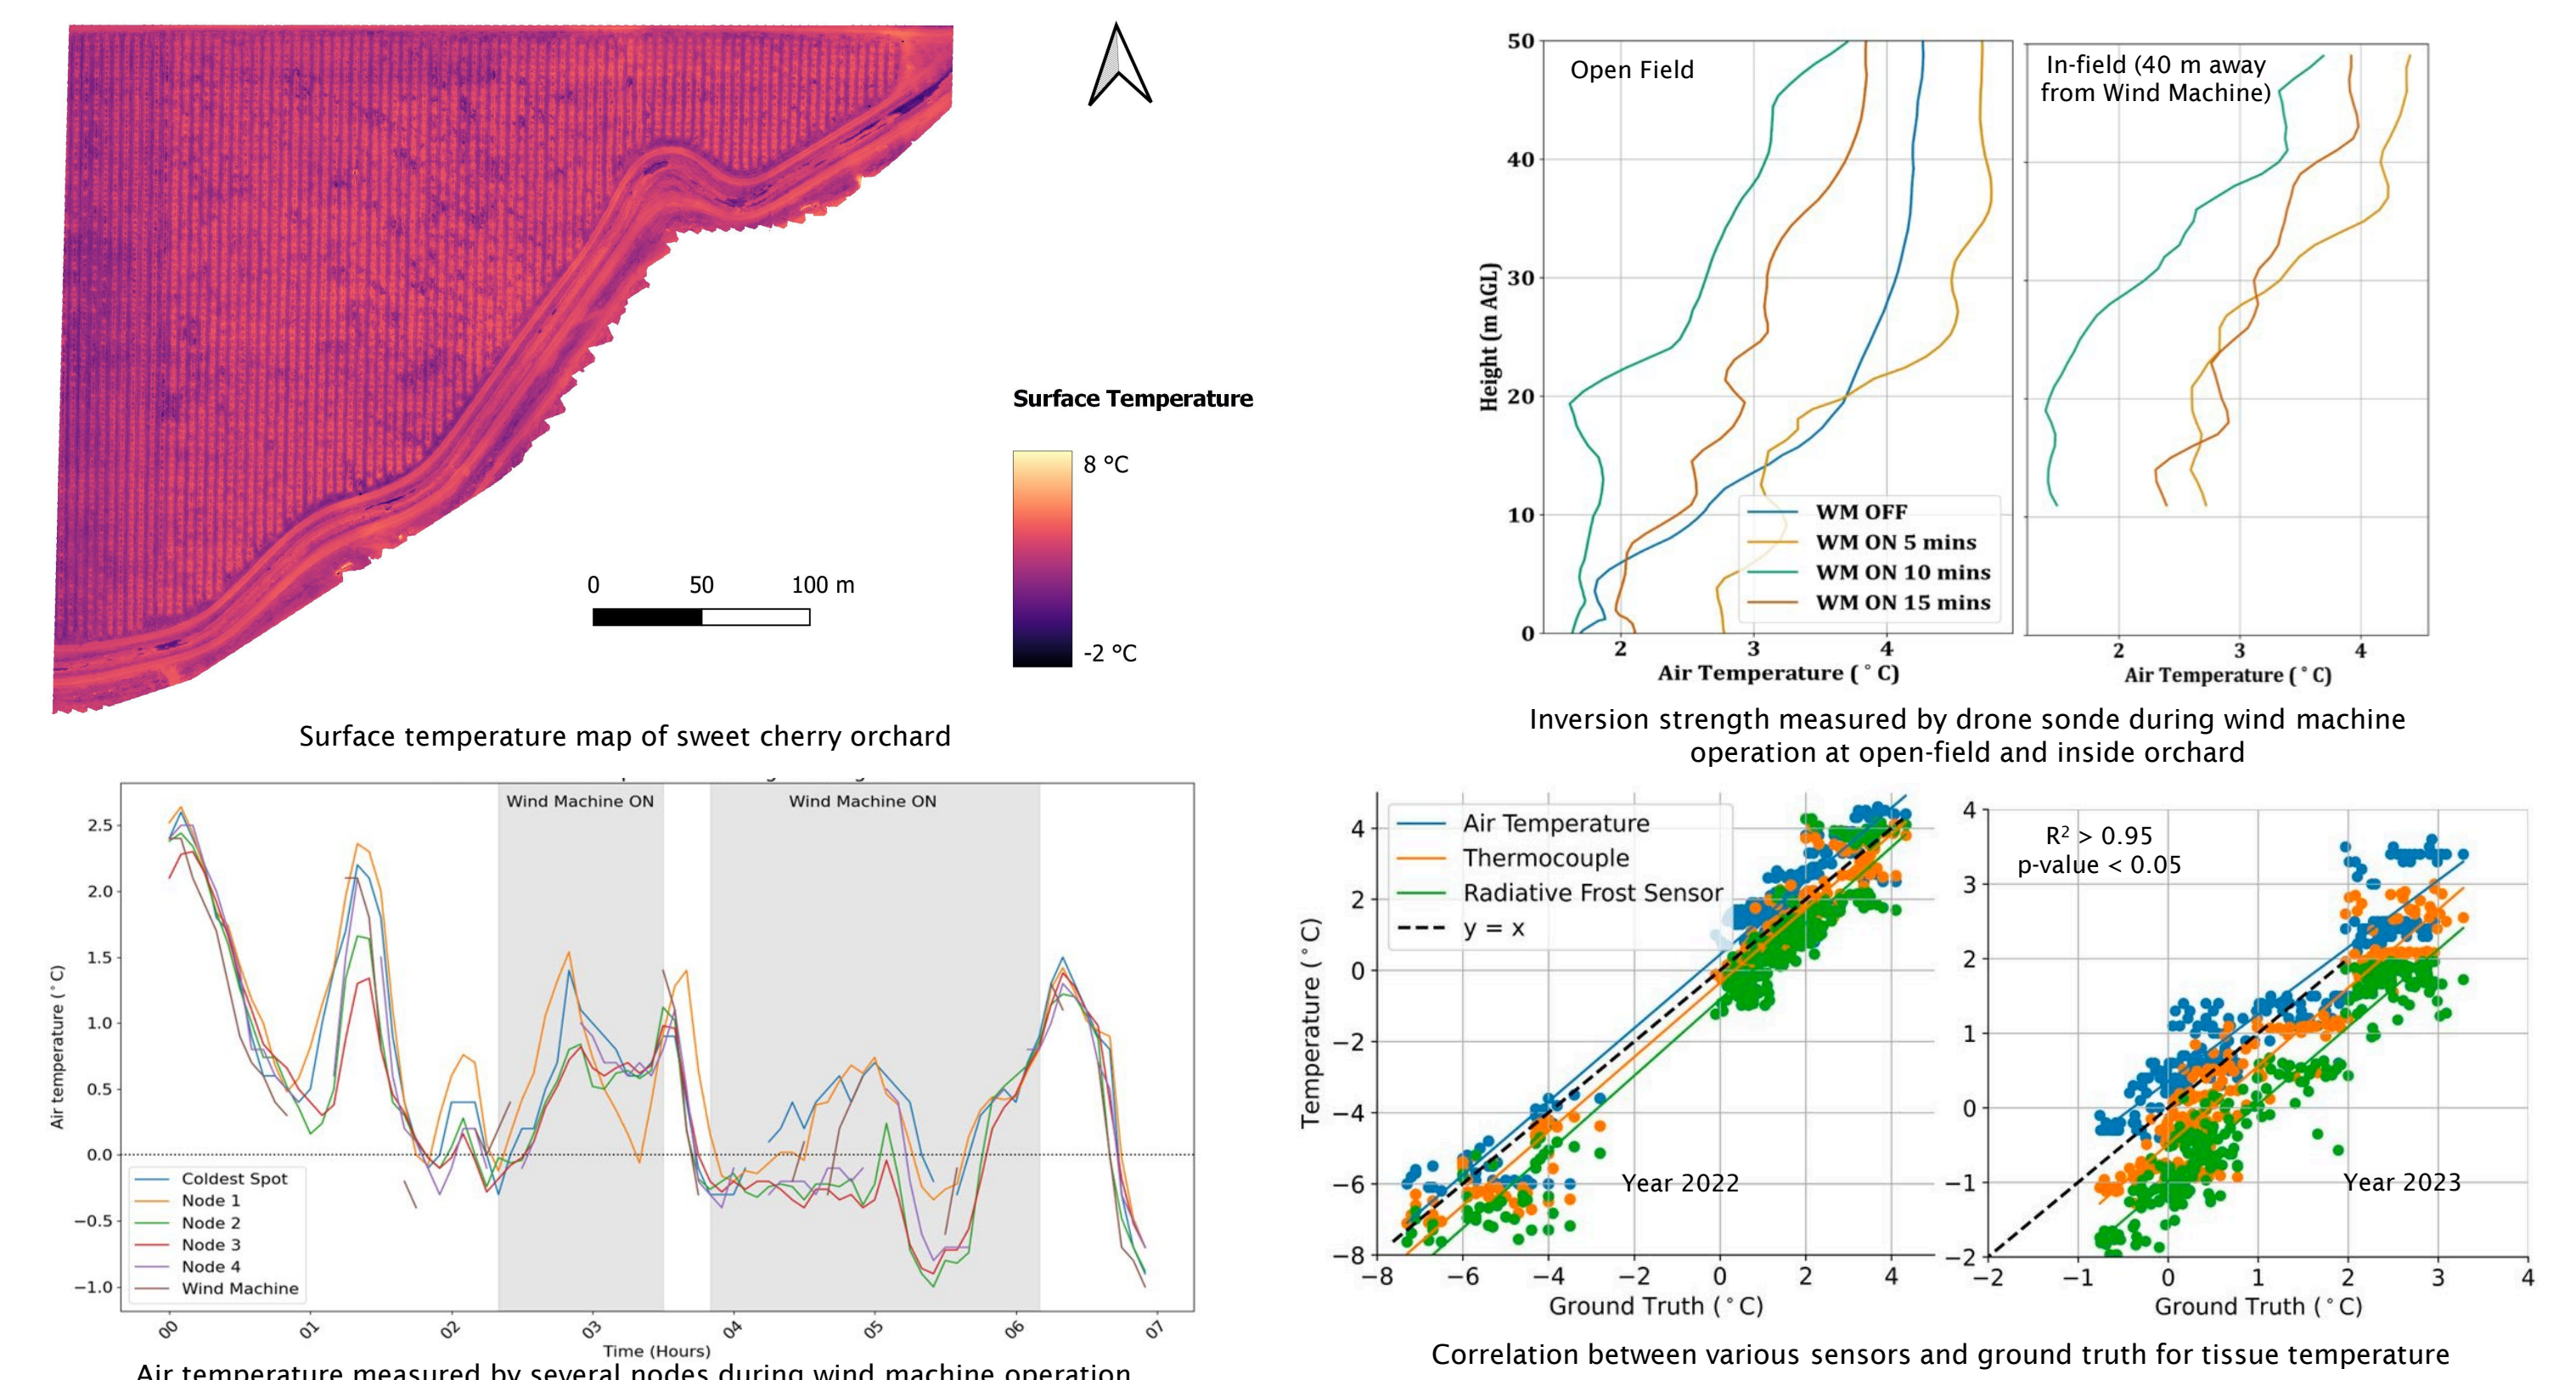 Surface Temperature
8 °C
-2 °C
0 50 100 m
Surface temperature map of sweet cherry orchard
Open Field
In-field (40 m away
from Wind Machine)
50
40
30
20
10
0
Height (m AGL)
WM OFF
WM ON 5 mins
WM ON 10 mins
WM ON 15 mins
2 3 4
Air Temperature (°C)
2 3 4
Air Temperature (°C)
Inversion strength measured by drone sonde during wind machine
operation at open-field and inside orchard
Wind Machine ON
Wind Machine ON
2.5
2.0
1.5
1.0
0.5
0.0
−0.5
−1.0
Air temperature (°C)
Coldest Spot
Node 1
Node 2
Node 3
Node 4
Wind Machine
00 01 02 03 04 05 06 07
Time (Hours)
Air temperature measured by several nodes during wind machine operation
Air Temperature
Thermocouple
Radiative Frost Sensor
y = x
4
2
0
−2
−4
−6
−8
Temperature (°C)
Year 2022
−8 −6 −4 −2 0 2 4
Ground Truth (°C)
R² > 0.95
p-value < 0.05
4
3
2
1
0
−1
−2
Year 2023
−2 −1 0 1 2 3 4
Ground Truth (°C)
Correlation between various sensors and ground truth for tissue temperature